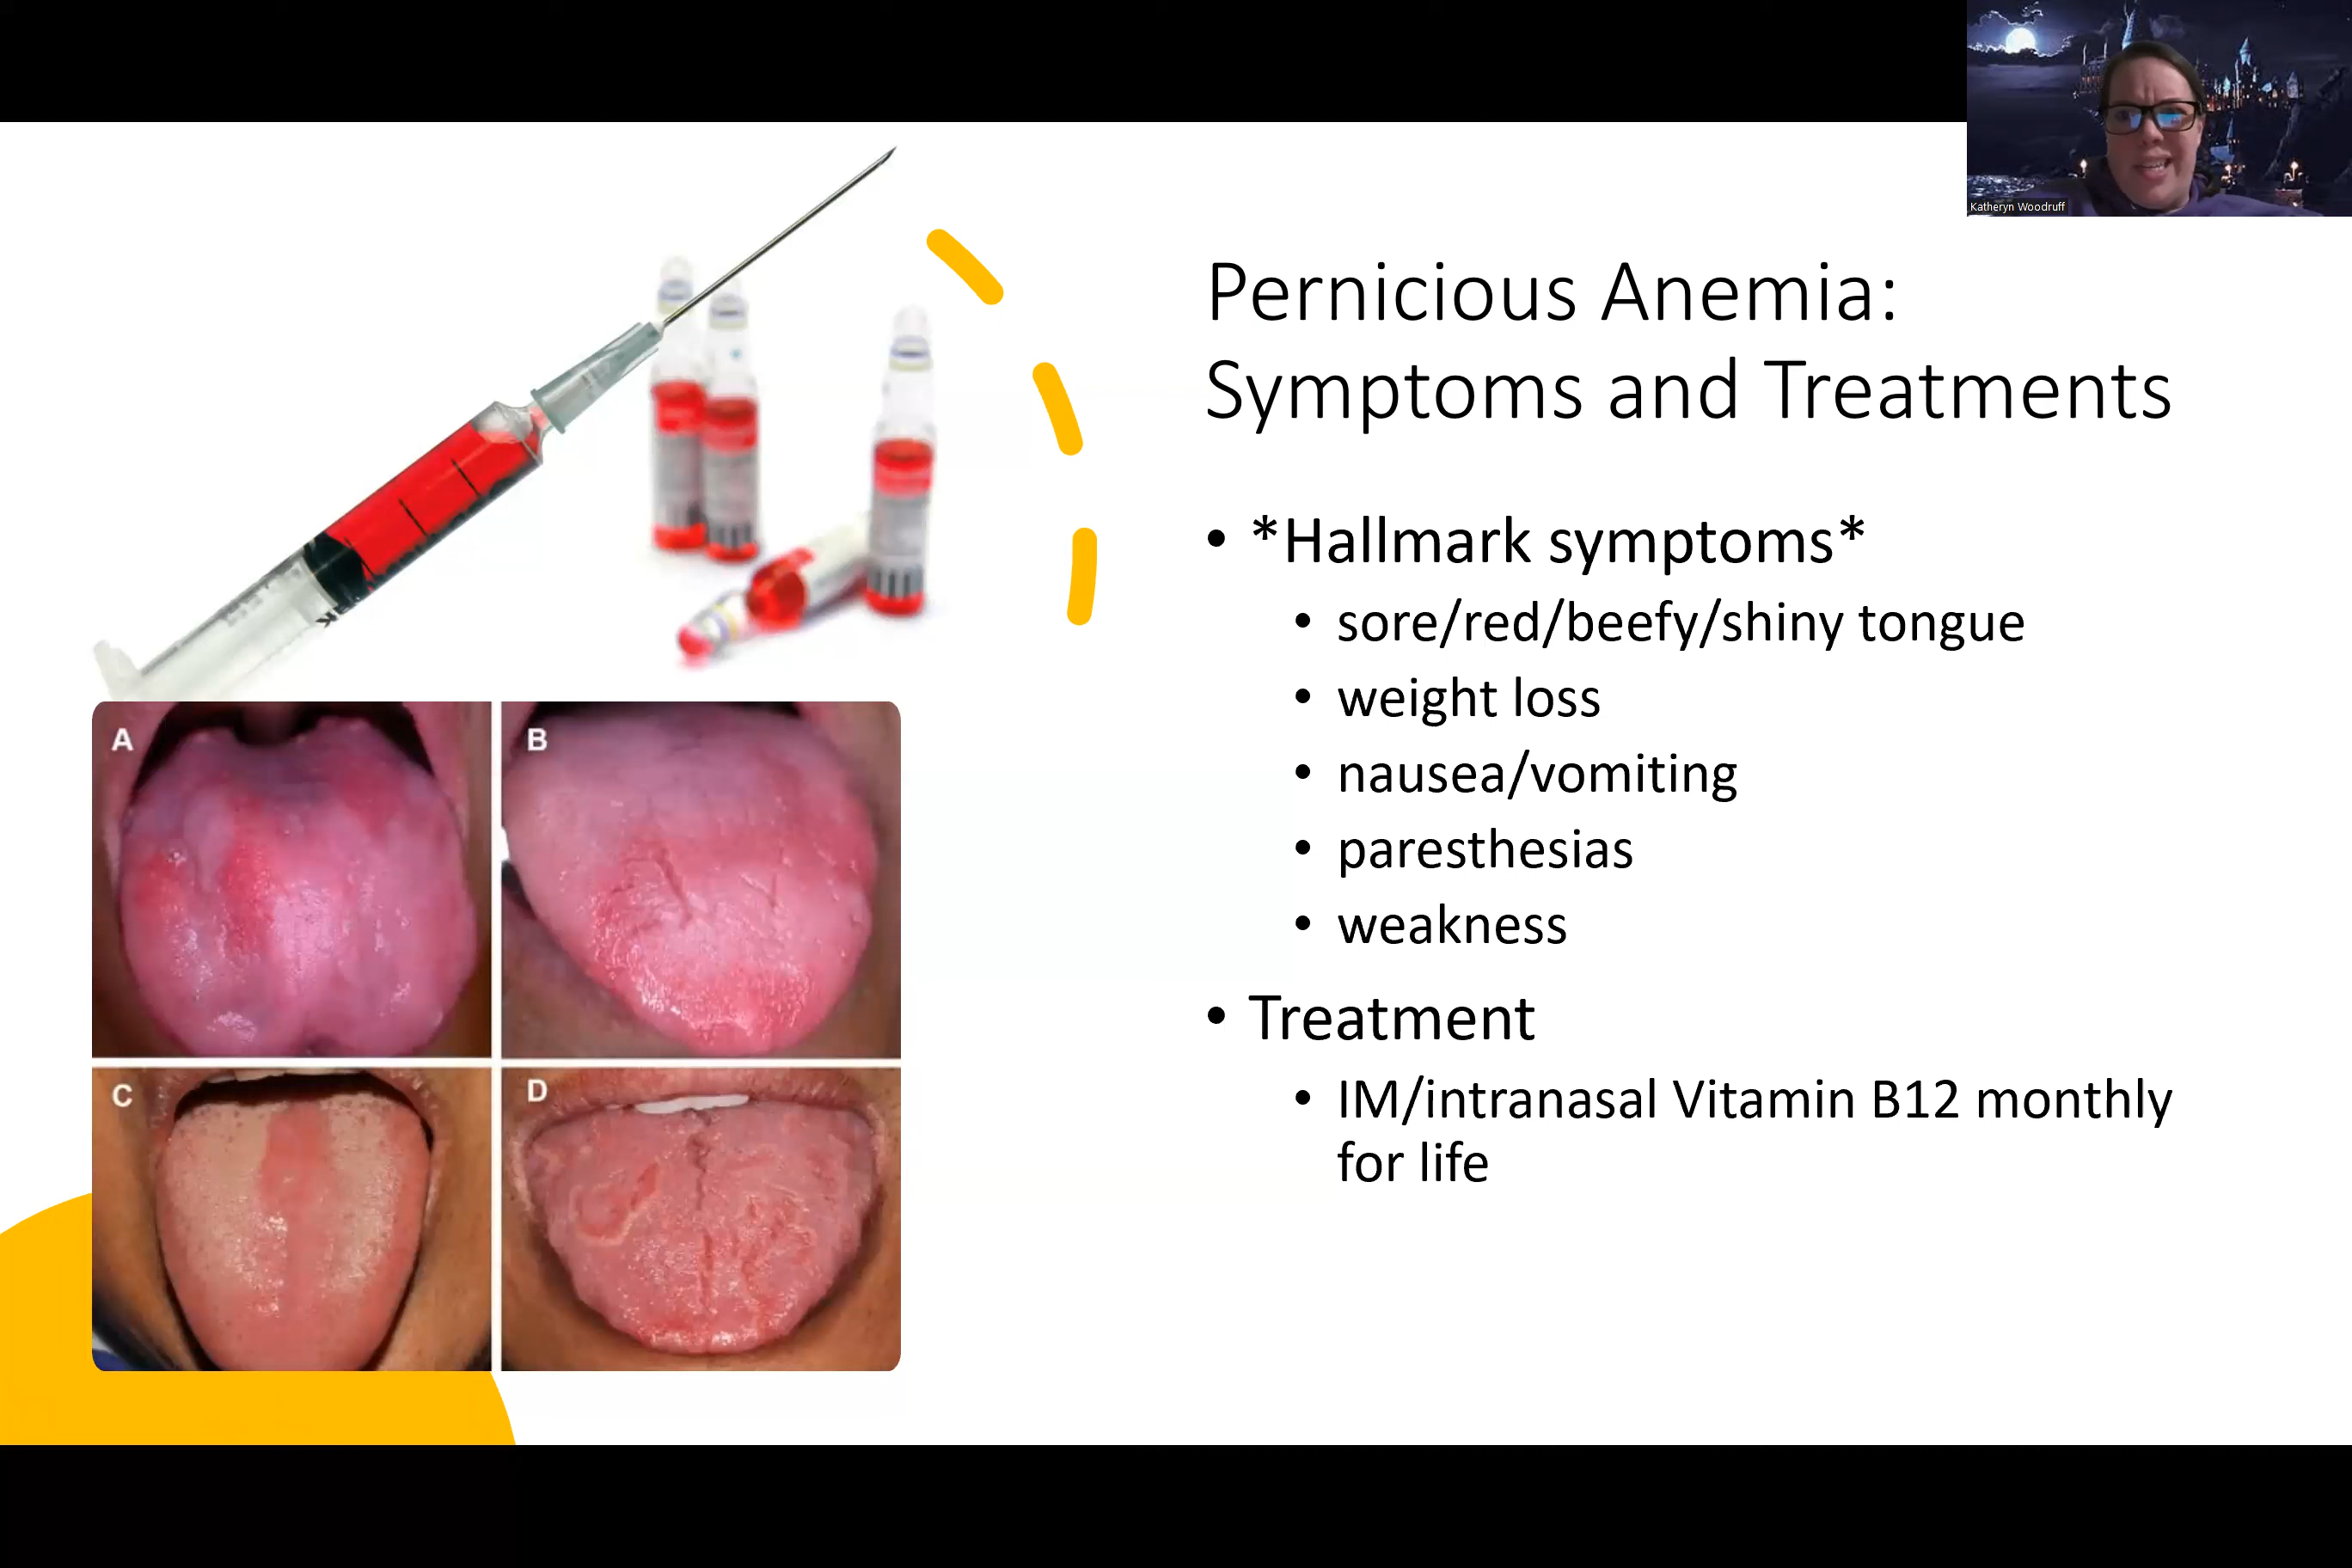 Katheryn Woodruff
Pernicious Anemia:
Symptoms and Treatments
• *Hallmark symptoms*
• sore/red/beefy/shiny tongue
• weight loss
• nausea/vomiting
• paresthesias
• weakness
• Treatment
• IM/intranasal Vitamin B12 monthly
for life
A
B
C
D